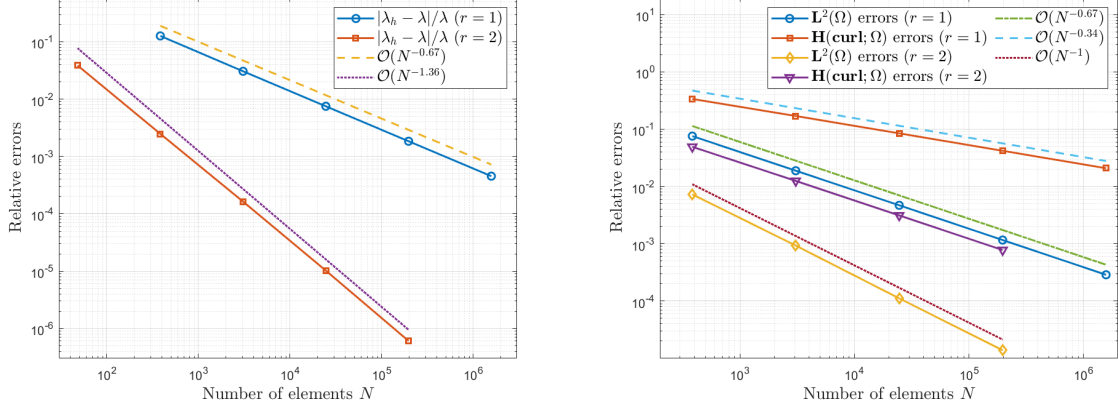 |λ_h − λ|/λ (r = 1)
|λ_h − λ|/λ (r = 2)
O(N^{-0.67})
O(N^{-1.36})
10^{-1}
10^{-2}
10^{-3}
10^{-4}
10^{-5}
10^{-6}
Relative errors
10^2
10^3
10^4
10^5
10^6
Number of elements N
L²(Ω) errors (r = 1)
H(curl; Ω) errors (r = 1)
L²(Ω) errors (r = 2)
H(curl; Ω) errors (r = 2)
O(N^{-0.67})
O(N^{-0.34})
O(N^{-1})
10^1
10^0
10^{-1}
10^{-2}
10^{-3}
10^{-4}
Relative errors
10^3
10^4
10^5
10^6
Number of elements N